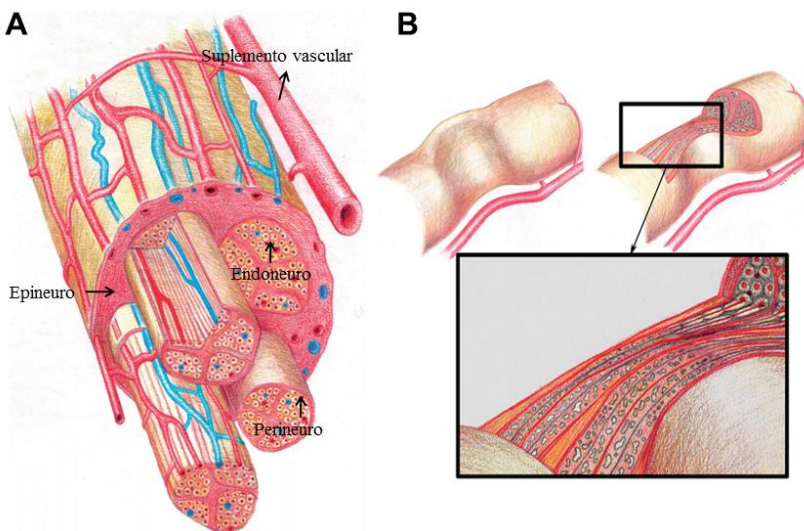 A
B
Suplemento vascular
Endoneuro
Epineuro
Perineuro